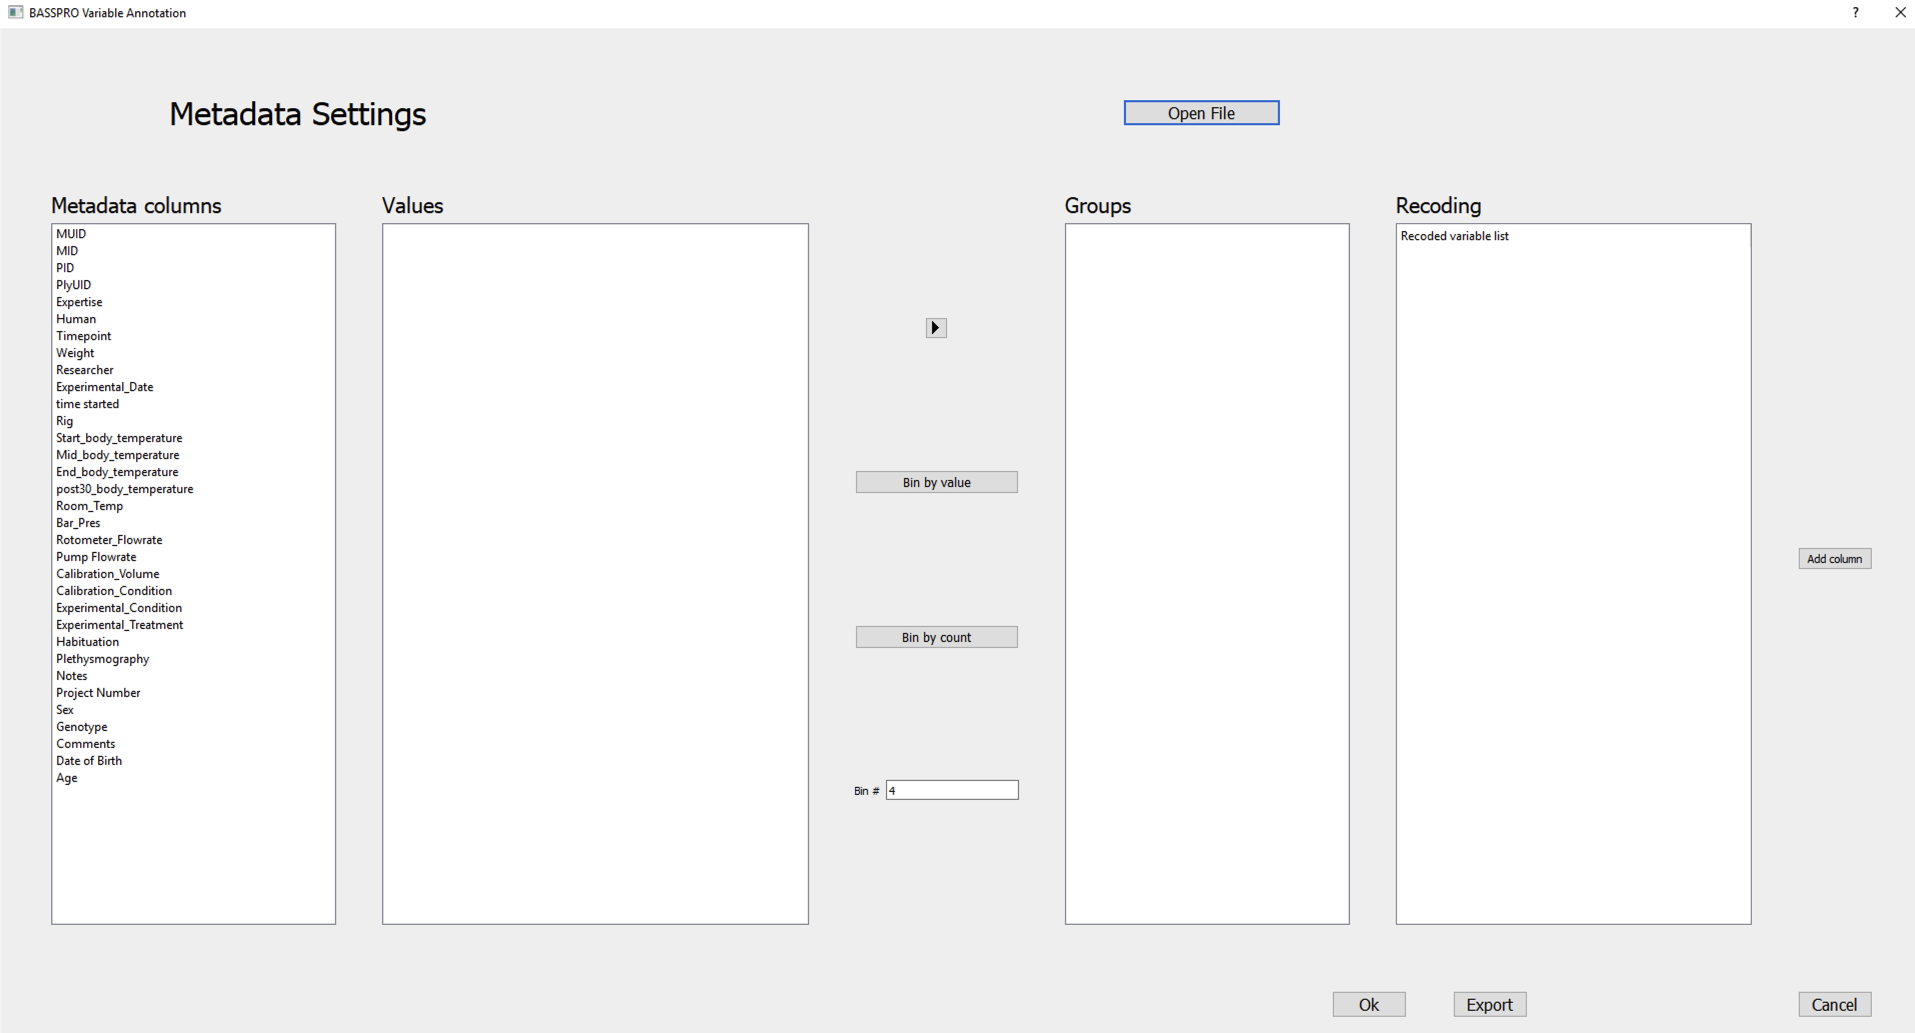 BASSPRO Variable Annotation
?
Metadata Settings
Open File
Metadata columns
MUID
MID
PID
PlyUID
Expertise
Human
Timepoint
Weight
Researcher
Experimental_Date
time started
Rig
Start_body_temperature
Mid_body_temperature
End_body_temperature
post30_body_temperature
Room_Temp
Bar_Pres
Rotometer_Flowrate
Pump Flowrate
Calibration_Volume
Calibration_Condition
Experimental_Condition
Experimental_Treatment
Habituation
Plethysmography
Notes
Project Number
Sex
Genotype
Comments
Date of Birth
Age
Values
Bin by value
Bin by count
Bin # 4
Groups
Recoding
Recoded variable list
Add column
Ok
Export
Cancel